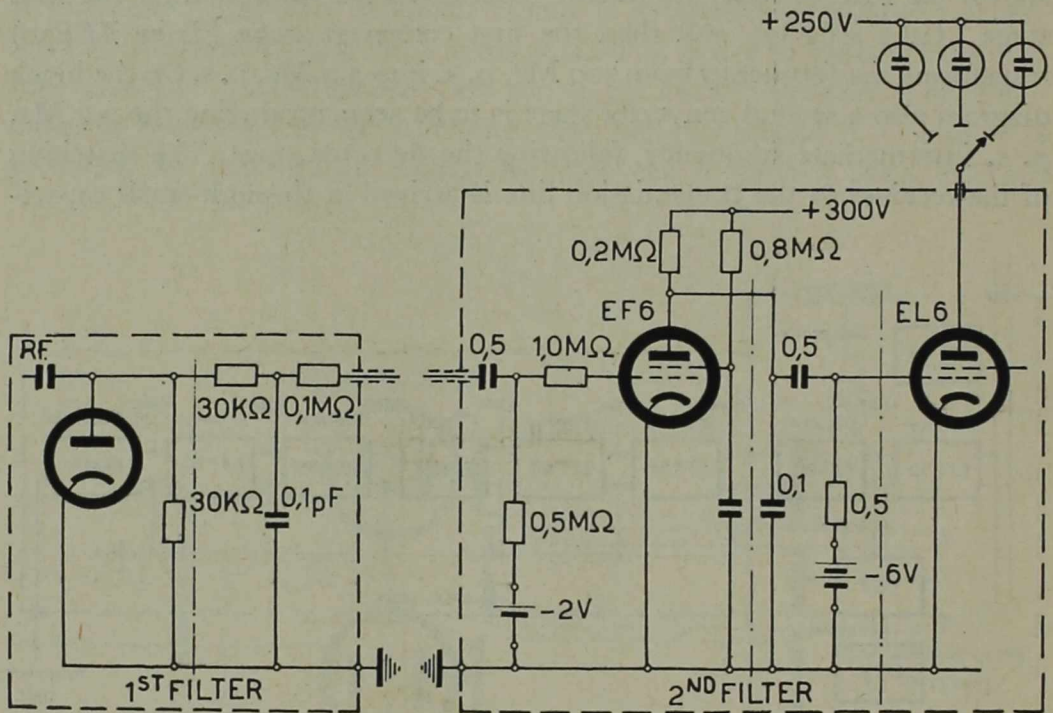 +250V
+300V
0,2MΩ
0,8MΩ
EF6
EL6
RF
0,5
1,0MΩ
0,5
30KΩ
0,1MΩ
30KΩ
0,1pF
0,5MΩ
0,1
0,5
-2V
-6V
1ST FILTER
2ND FILTER